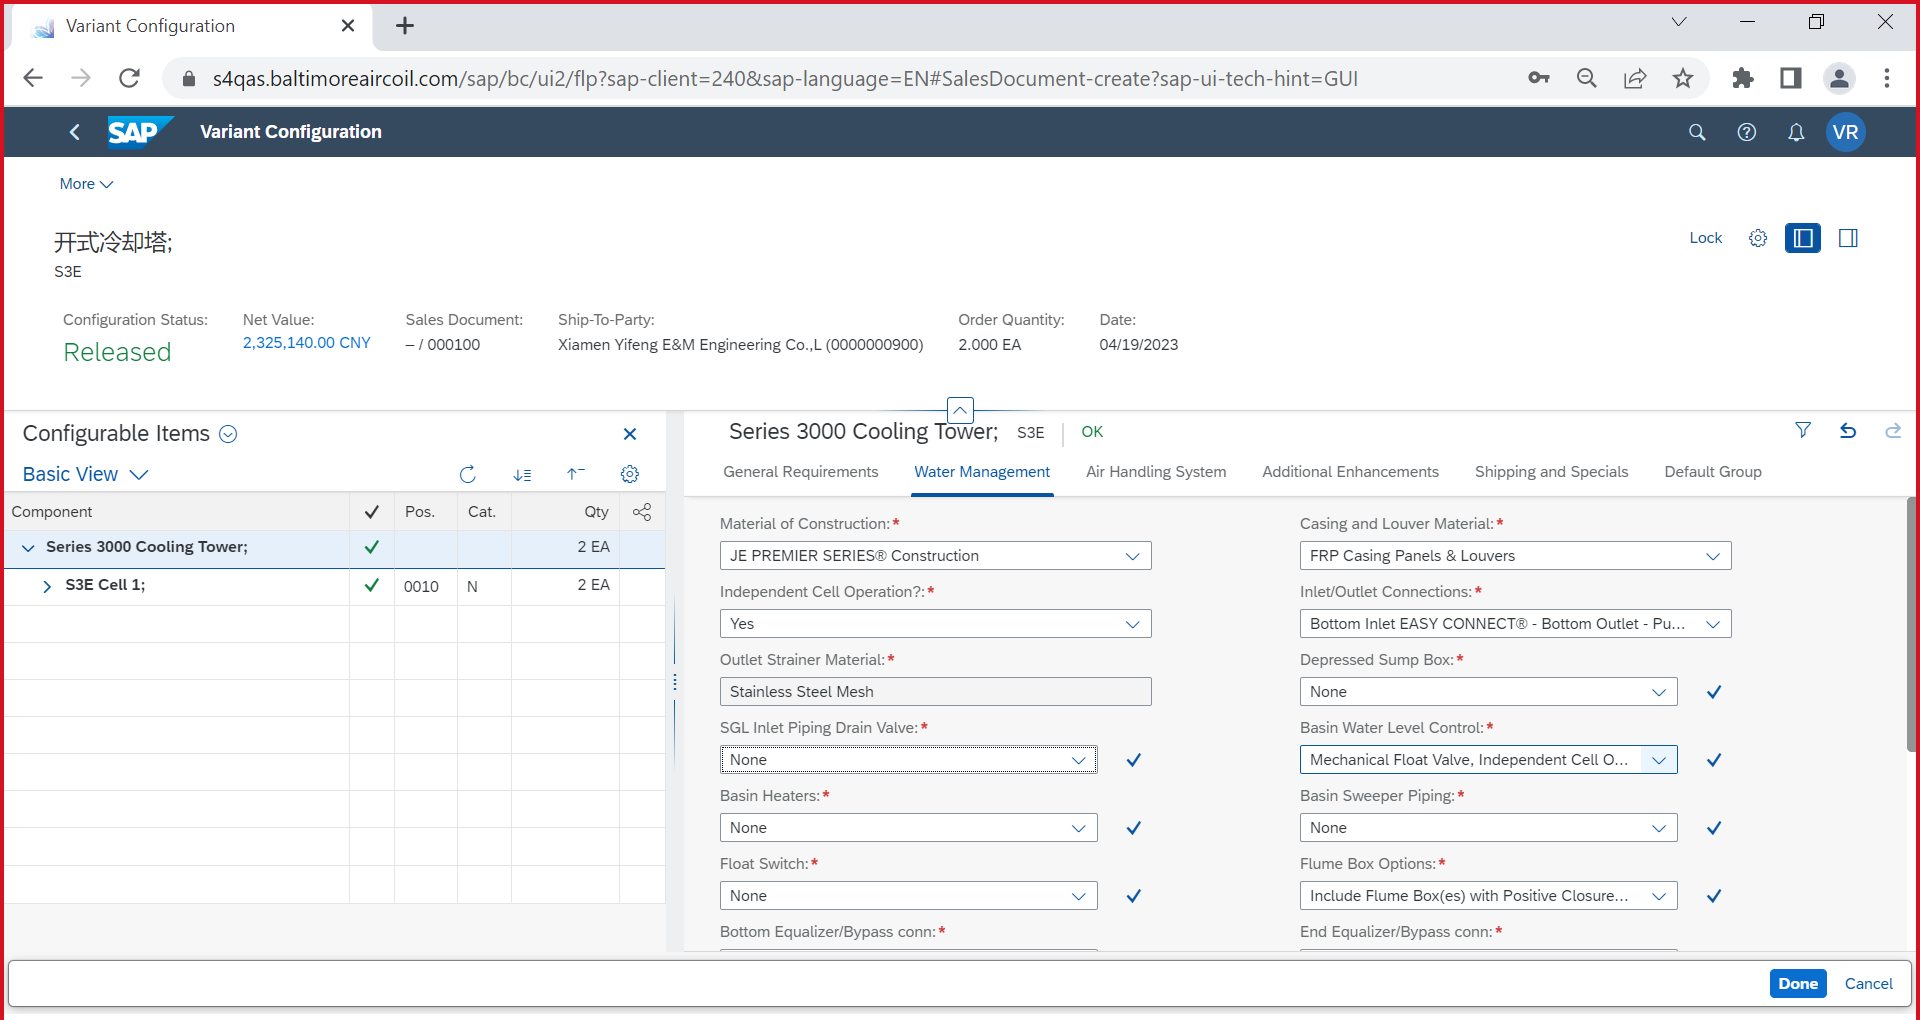 Variant Configuration
s4qas.baltimoreaircoil.com/sap/bc/ui2/flp?sap-client=240&sap-language=EN#SalesDocument-create?sap-ui-tech-hint=GUI
SAP Variant Configuration VR
More
开式冷却塔;
S3E
Lock
Configuration Status: Net Value: Sales Document: Ship-To-Party: Order Quantity: Date:
Released 2,325,140.00 CNY – / 000100 Xiamen Yifeng E&M Engineering Co.,L (0000000900) 2.000 EA 04/19/2023
Configurable Items
Basic View
Component Pos. Cat. Qty
Series 3000 Cooling Tower; 2 EA
S3E Cell 1; 0010 N 2 EA
Series 3000 Cooling Tower; S3E OK
General Requirements Water Management Air Handling System Additional Enhancements Shipping and Specials Default Group
Material of Construction:* Casing and Louver Material:*
JE PREMIER SERIES® Construction FRP Casing Panels & Louvers
Independent Cell Operation?:* Inlet/Outlet Connections:*
Yes Bottom Inlet EASY CONNECT® - Bottom Outlet - Pu...
Outlet Strainer Material:* Depressed Sump Box:*
Stainless Steel Mesh None
SGL Inlet Piping Drain Valve:* Basin Water Level Control:*
None Mechanical Float Valve, Independent Cell O...
Basin Heaters:* Basin Sweeper Piping:*
None None
Float Switch:* Flume Box Options:*
None Include Flume Box(es) with Positive Closure...
Bottom Equalizer/Bypass conn:* End Equalizer/Bypass conn:*
Done Cancel